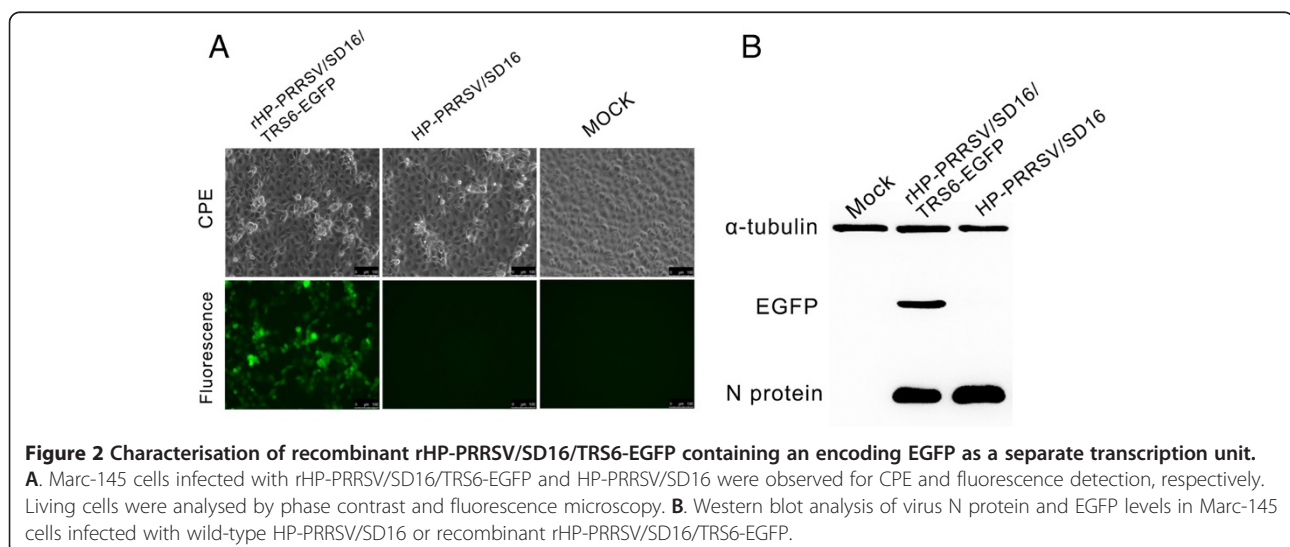 A
B
rHP-PRRSV/SD16/
TRS6-EGFP
HP-PRRSV/SD16
MOCK
CPE
Fluorescence
Mock
rHP-PRRSV/SD16/
TRS6-EGFP
HP-PRRSV/SD16
α-tubulin
EGFP
N protein
Figure 2 Characterisation of recombinant rHP-PRRSV/SD16/TRS6-EGFP containing an encoding EGFP as a separate transcription unit.
A. Marc-145 cells infected with rHP-PRRSV/SD16/TRS6-EGFP and HP-PRRSV/SD16 were observed for CPE and fluorescence detection, respectively.
Living cells were analysed by phase contrast and fluorescence microscopy. B. Western blot analysis of virus N protein and EGFP levels in Marc-145
cells infected with wild-type HP-PRRSV/SD16 or recombinant rHP-PRRSV/SD16/TRS6-EGFP.